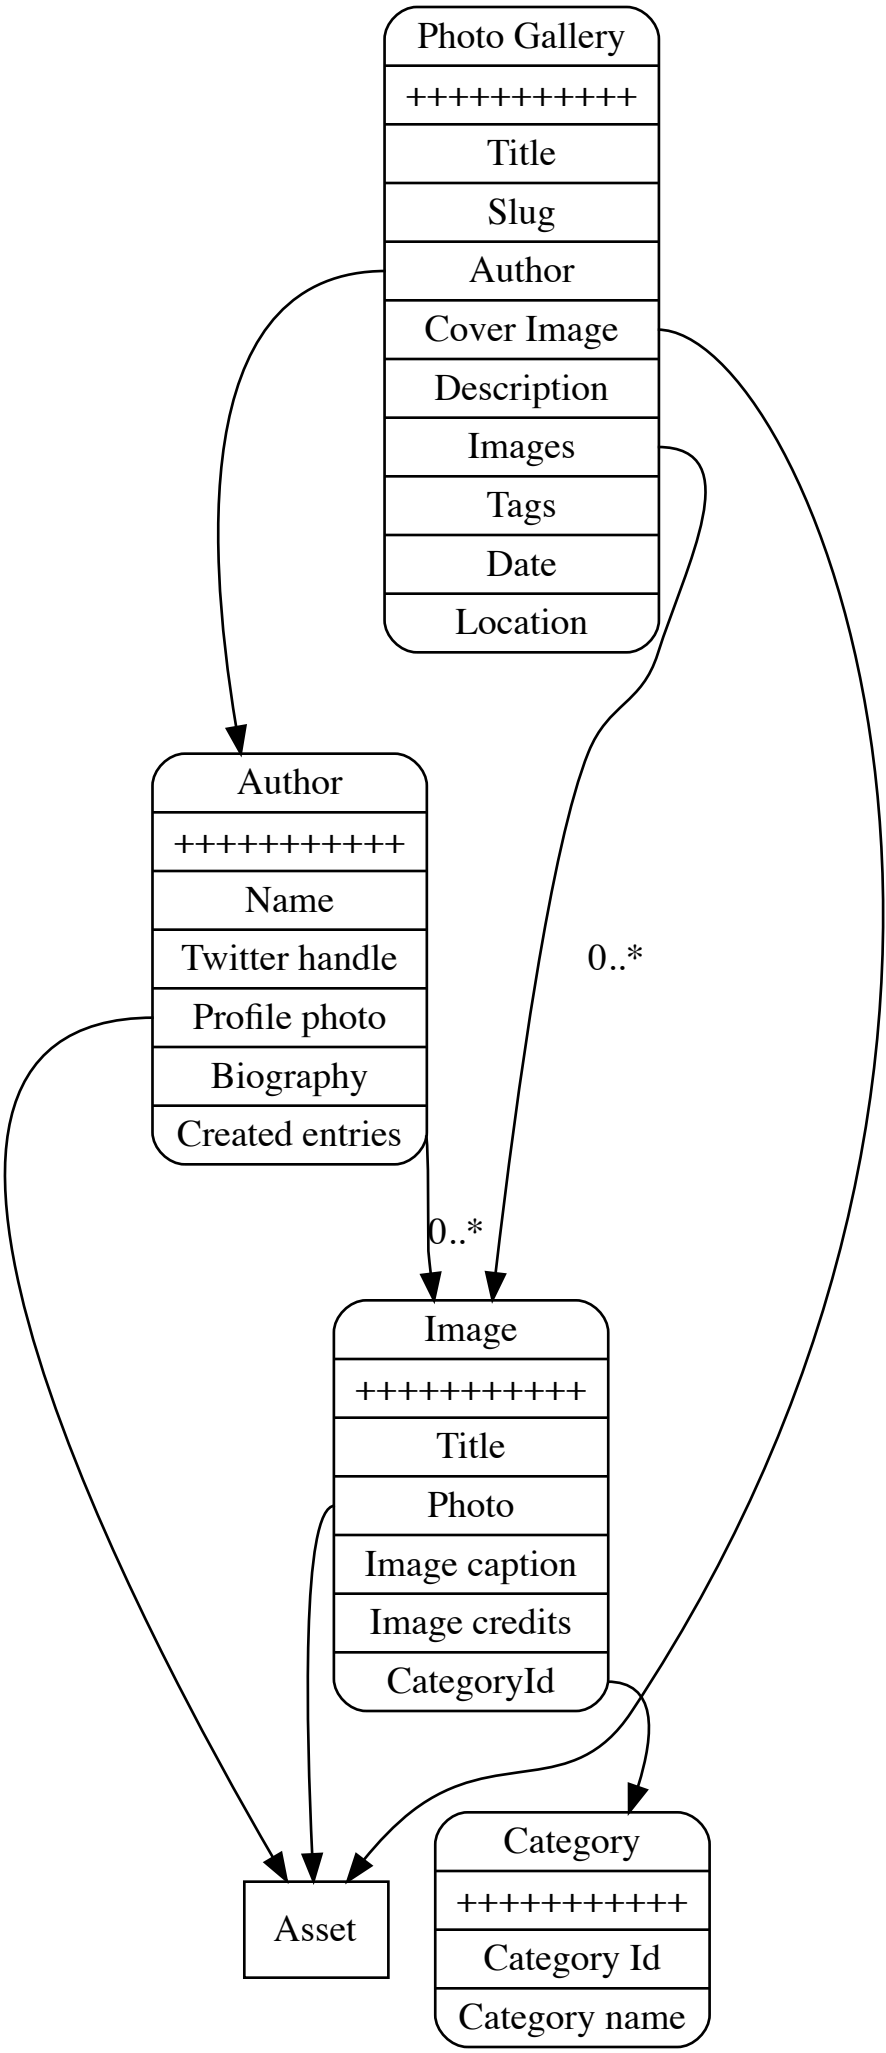 Photo Gallery
+++++++++++
Title
Slug
Author
Cover Image
Description
Images
Tags
Date
Location
Author
+++++++++++
Name
Twitter handle
Profile photo
Biography
Created entries
0..*
0..*
Image
+++++++++++
Title
Photo
Image caption
Image credits
CategoryId
Category
+++++++++++
Category Id
Category name
Asset